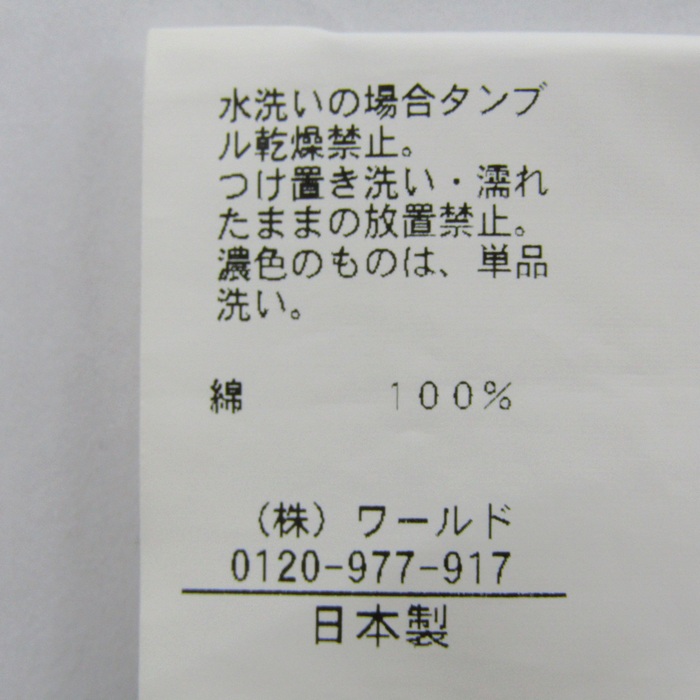 水洗いの場合タンブ
ル乾燥禁止。
つけ置き洗い・濡れ
たままの放置禁止。
濃色のものは、単品
洗い。
綿 100%
(株)ワールド
0120-977-917
日本製